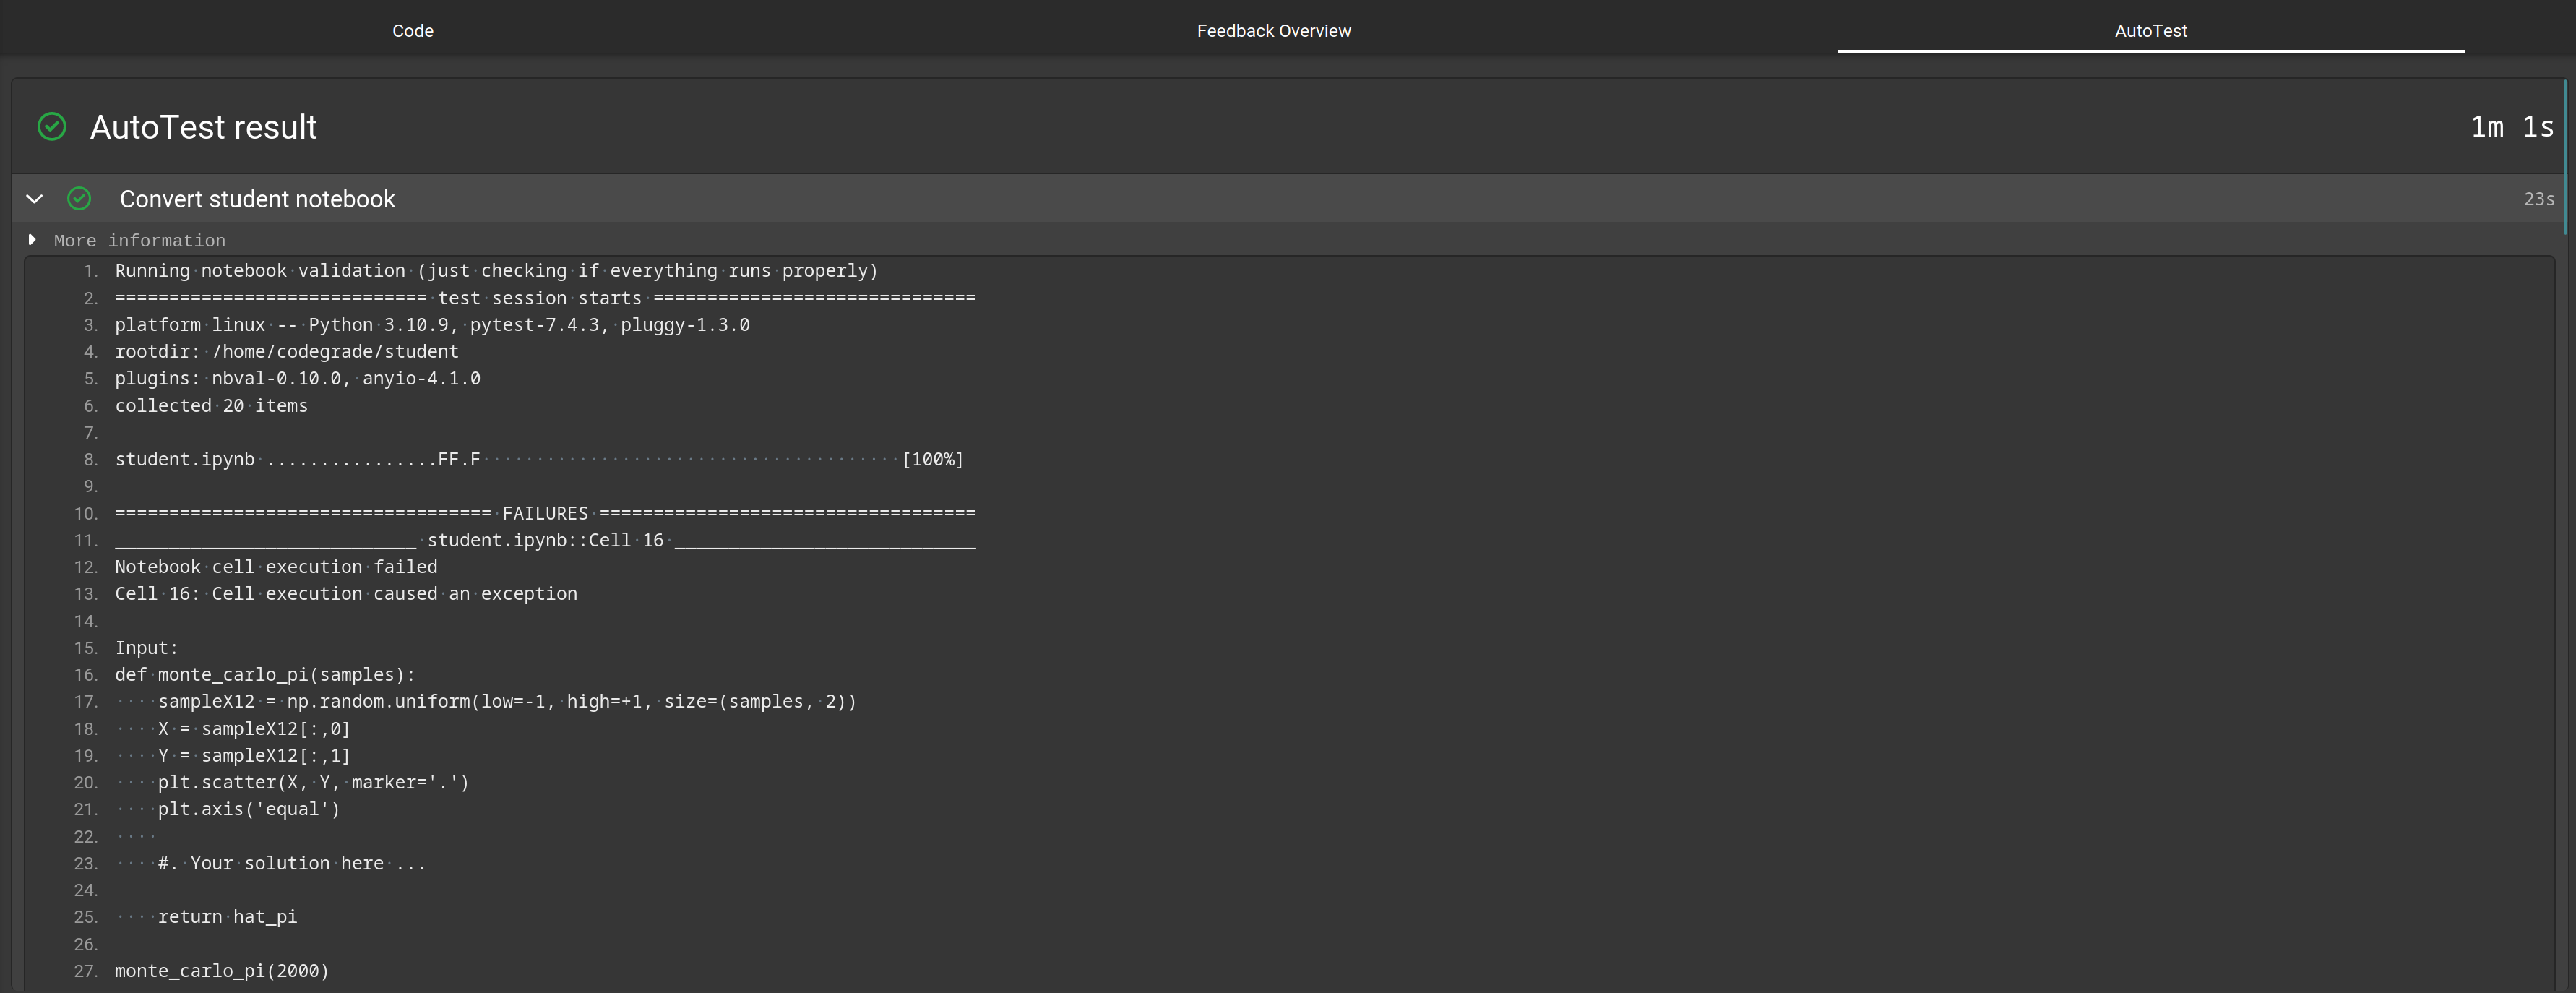 Code
Feedback Overview
AutoTest
AutoTest result
1m 1s
Convert student notebook
23s
More information
1. Running notebook validation (just checking if everything runs properly)
2. ============================= test session starts ==============================
3. platform linux -- Python 3.10.9, pytest-7.4.3, pluggy-1.3.0
4. rootdir: /home/codegrade/student
5. plugins: nbval-0.10.0, anyio-4.1.0
6. collected 20 items
7.
8. student.ipynb ................FF.F                                       [100%]
9.
10. =================================== FAILURES ===================================
11. ____________________________ student.ipynb::Cell 16 ____________________________
12. Notebook cell execution failed
13. Cell 16: Cell execution caused an exception
14.
15. Input:
16. def monte_carlo_pi(samples):
17.     sampleX12 = np.random.uniform(low=-1, high=+1, size=(samples, 2))
18.     X = sampleX12[:,0]
19.     Y = sampleX12[:,1]
20.     plt.scatter(X, Y, marker='.')
21.     plt.axis('equal')
22.
23.     #. Your solution here ...
24.
25.     return hat_pi
26.
27. monte_carlo_pi(2000)